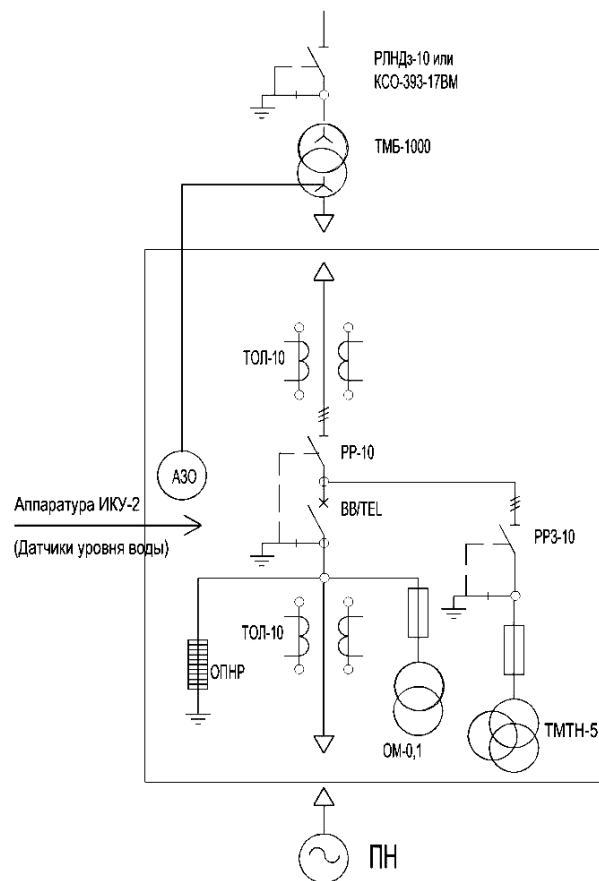 РЛНДз-10 или
КСО-393-17ВМ
ТМБ-1000
ТОЛ-10
РР-10
АЗО
Аппаратура ИКУ-2
(Датчики уровня воды)
ВВ/TEL
РРЗ-10
ТОЛ-10
ОПНР
ОМ-0,1
ТМТН-5
ПН